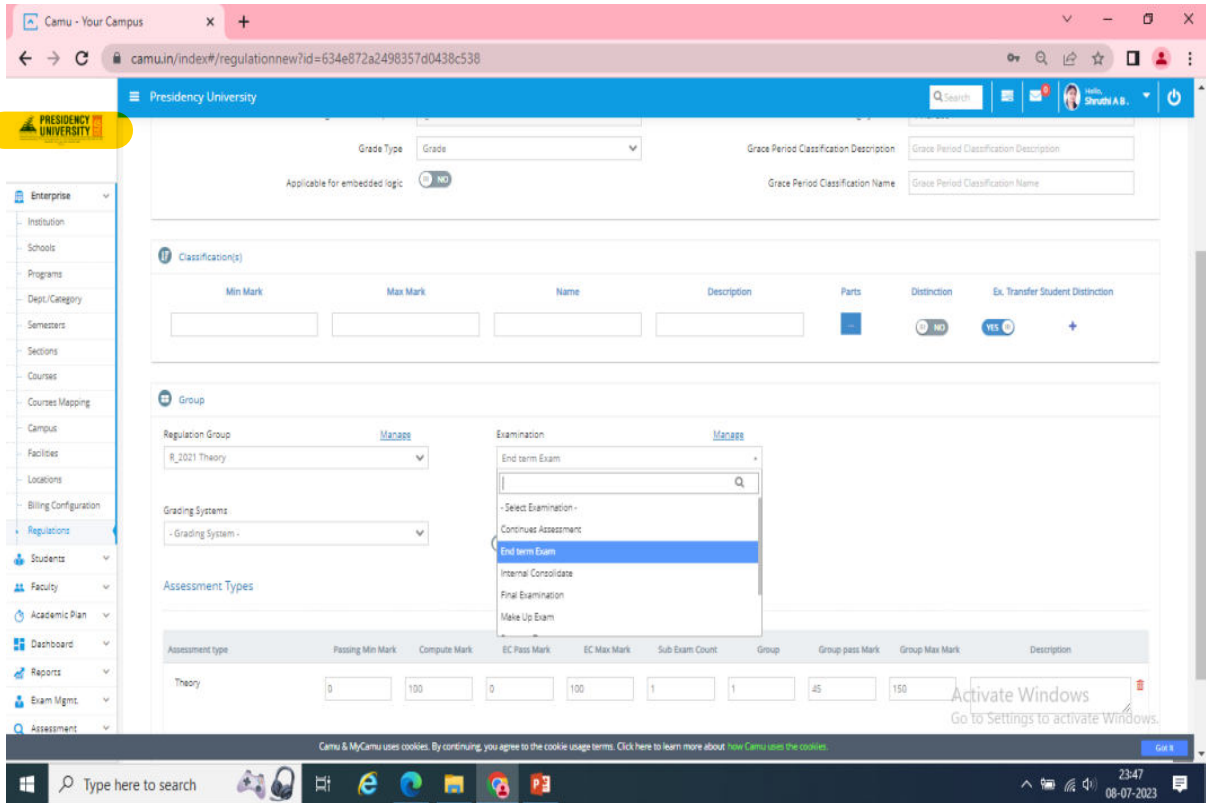 Camu - Your Campus
camu.in/index#/regulationnew?id=634e872a2498357d0438c538
Presidency University
Search
0
Hello,
Shruthi A B .
PRESIDENCY
UNIVERSITY
Grade Type Grade Grace Period Classification Description Grace Period Classification Description
Applicable for embedded logic NO Grace Period Classification Name Grace Period Classification Name
Enterprise
Institution
Schools
Programs
Dept./Category
Semesters
Sections
Courses
Courses Mapping
Campus
Facilities
Locations
Billing Configuration
Regulations
Students
Faculty
Academic Plan
Dashboard
Reports
Exam Mgmt.
Assessment
Classification(s)
Min Mark Max Mark Name Description Parts Distinction Ex. Transfer Student Distinction
... NO YES +
Group
Regulation Group Manage Examination Manage
R_2021 Theory End term Exam
- Select Examination -
Continues Assessment
End term Exam
Internal Consolidate
Final Examination
Make Up Exam
Grading Systems
- Grading System -
Assessment Types
Assessment type Passing Min Mark Compute Mark EC Pass Mark EC Max Mark Sub Exam Count Group Group pass Mark Group Max Mark Description
Theory 0 100 0 100 1 1 45 150
Activate Windows
Go to Settings to activate Windows.
Camu & MyCamu uses cookies. By continuing, you agree to the cookie usage terms. Click here to learn more about how Camu uses the cookies. Got It
Type here to search
23:47
08-07-2023